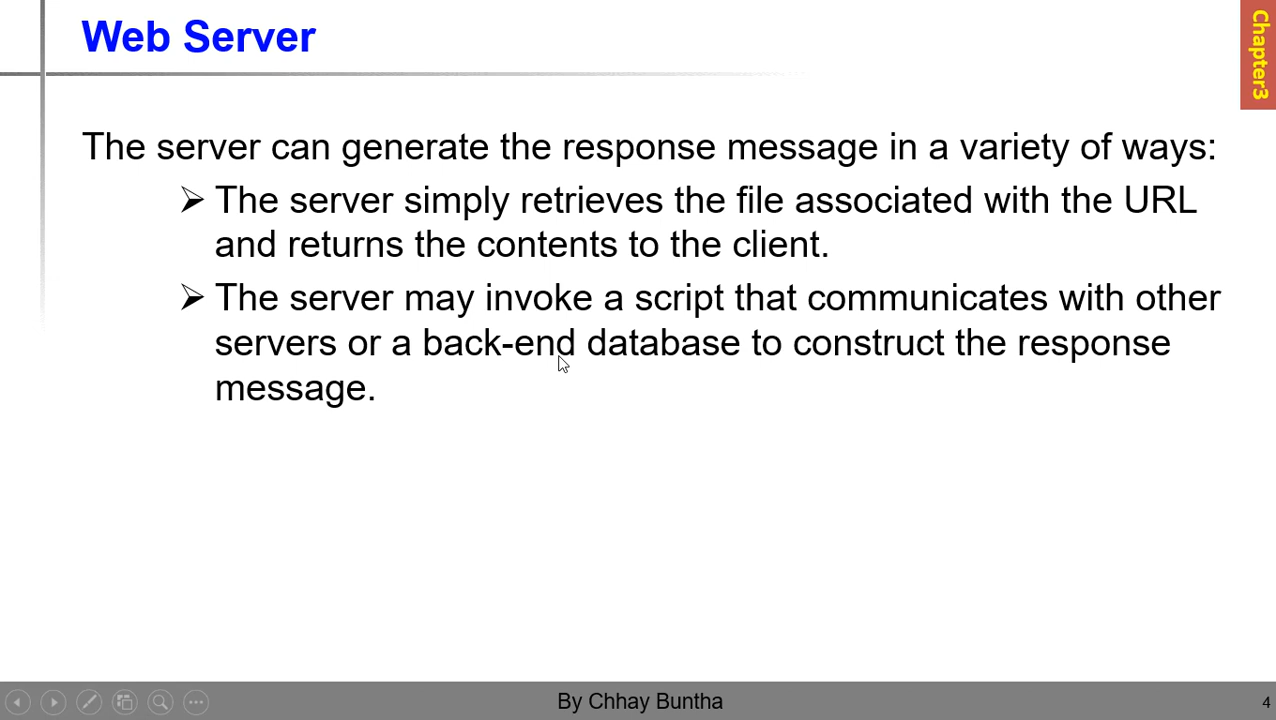 Web Server
Chapter3
The server can generate the response message in a variety of ways:
➢ The server simply retrieves the file associated with the URL
and returns the contents to the client.
➢ The server may invoke a script that communicates with other
servers or a back-end database to construct the response
message.
By Chhay Buntha
4